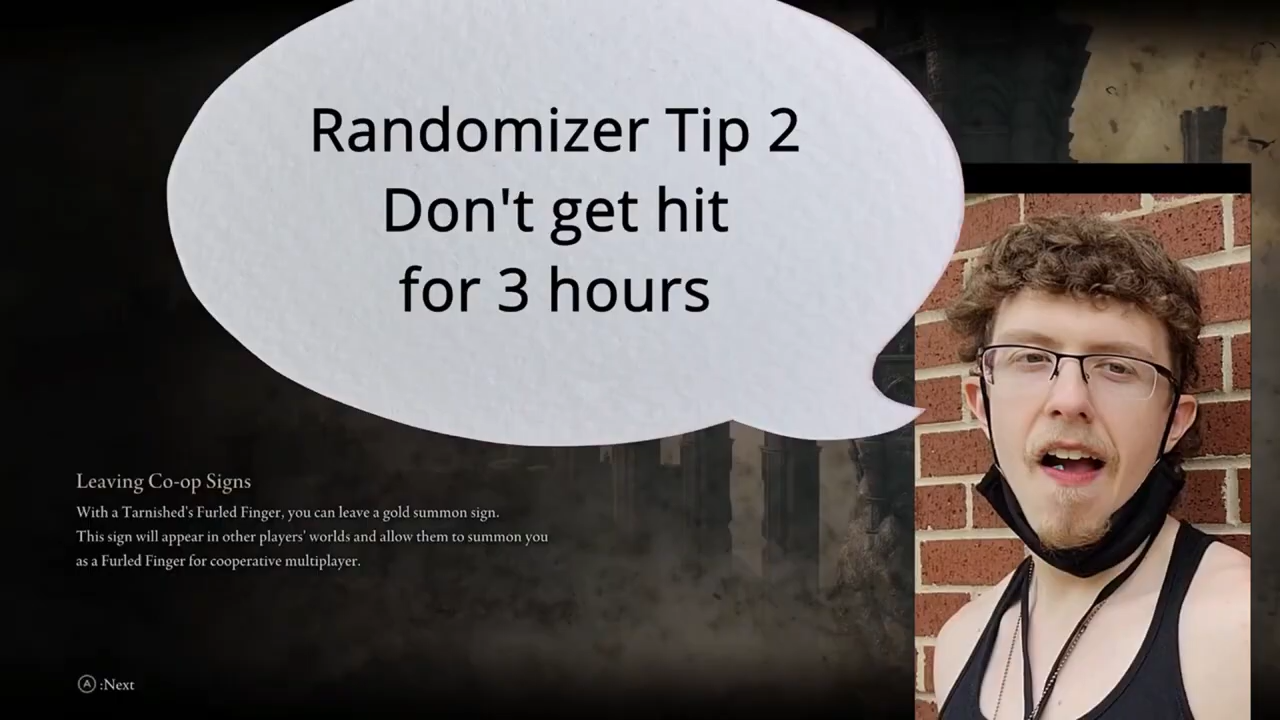 Randomizer Tip 2
Don't get hit
for 3 hours
Leaving Co-op Signs
With a Tarnished's Furled Finger, you can leave a gold summon sign.
This sign will appear in other players' worlds and allow them to summon you
as a Furled Finger for cooperative multiplayer.
A :Next